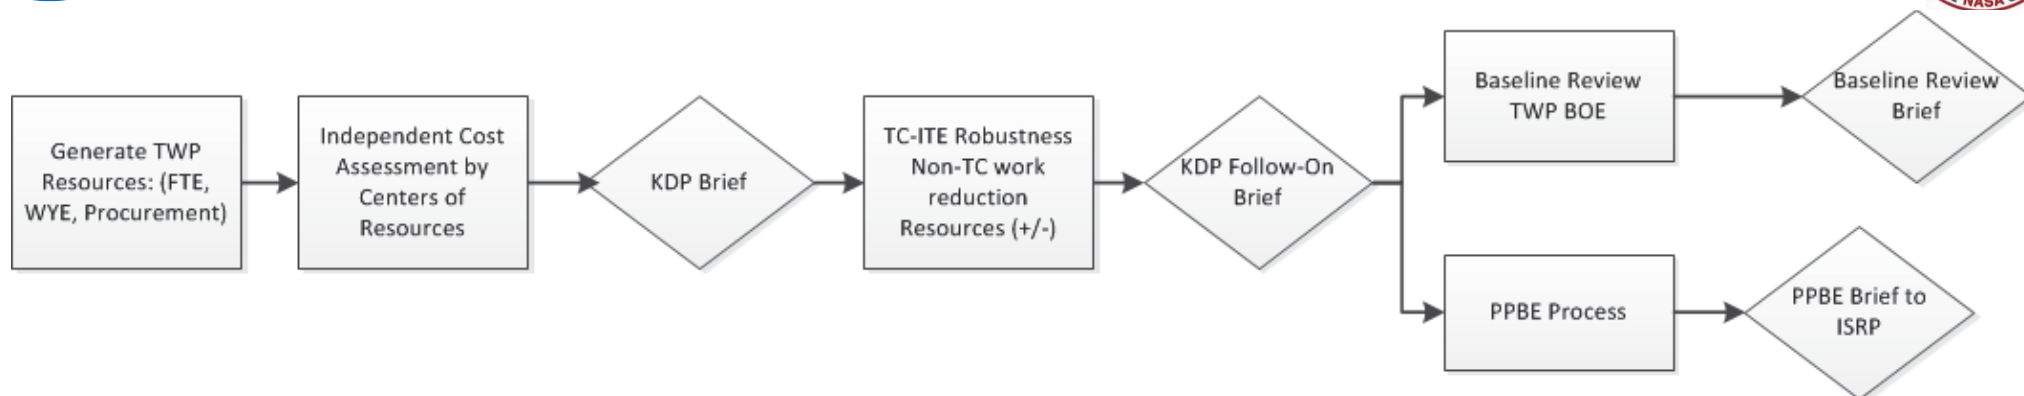 NASA
Generate TWP
Resources: (FTE,
WYE, Procurement)
Independent Cost
Assessment by
Centers of
Resources
KDP Brief
TC-ITE Robustness
Non-TC work
reduction
Resources (+/-)
KDP Follow-On
Brief
Baseline Review
TWP BOE
Baseline Review
Brief
PPBE Process
PPBE Brief to
ISRP